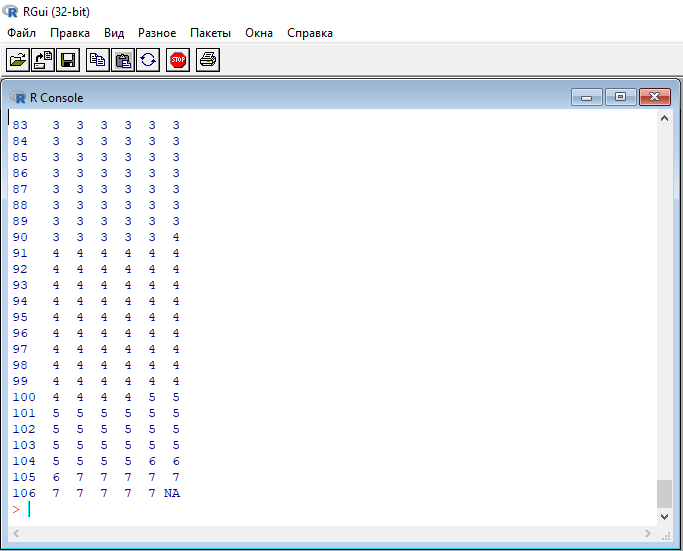 RGui (32-bit)
Файл Правка Вид Разное Пакеты Окна Справка
STOP
R Console
83 3 3 3 3 3 3
84 3 3 3 3 3 3
85 3 3 3 3 3 3
86 3 3 3 3 3 3
87 3 3 3 3 3 3
88 3 3 3 3 3 3
89 3 3 3 3 3 3
90 3 3 3 3 3 4
91 4 4 4 4 4 4
92 4 4 4 4 4 4
93 4 4 4 4 4 4
94 4 4 4 4 4 4
95 4 4 4 4 4 4
96 4 4 4 4 4 4
97 4 4 4 4 4 4
98 4 4 4 4 4 4
99 4 4 4 4 4 4
100 4 4 4 4 5 5
101 5 5 5 5 5 5
102 5 5 5 5 5 5
103 5 5 5 5 5 5
104 5 5 5 5 6 6
105 6 7 7 7 7 7
106 7 7 7 7 7 NA
>